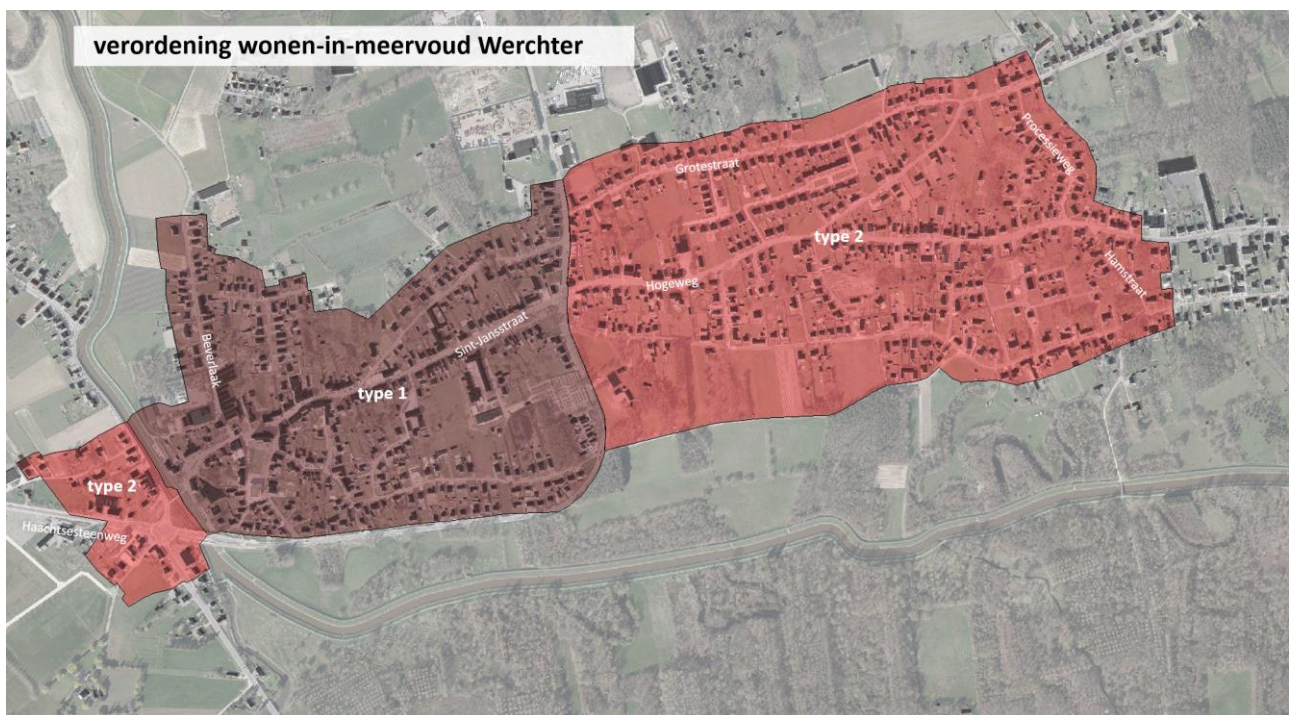 verordening wonen-in-meervoud Werchter
Processieweg
Grotestraat
type 2
Hogeweg
Hamstraat
Beverlaak
Sint-Jansstraat
type 1
type 2
Haachtsesteenweg